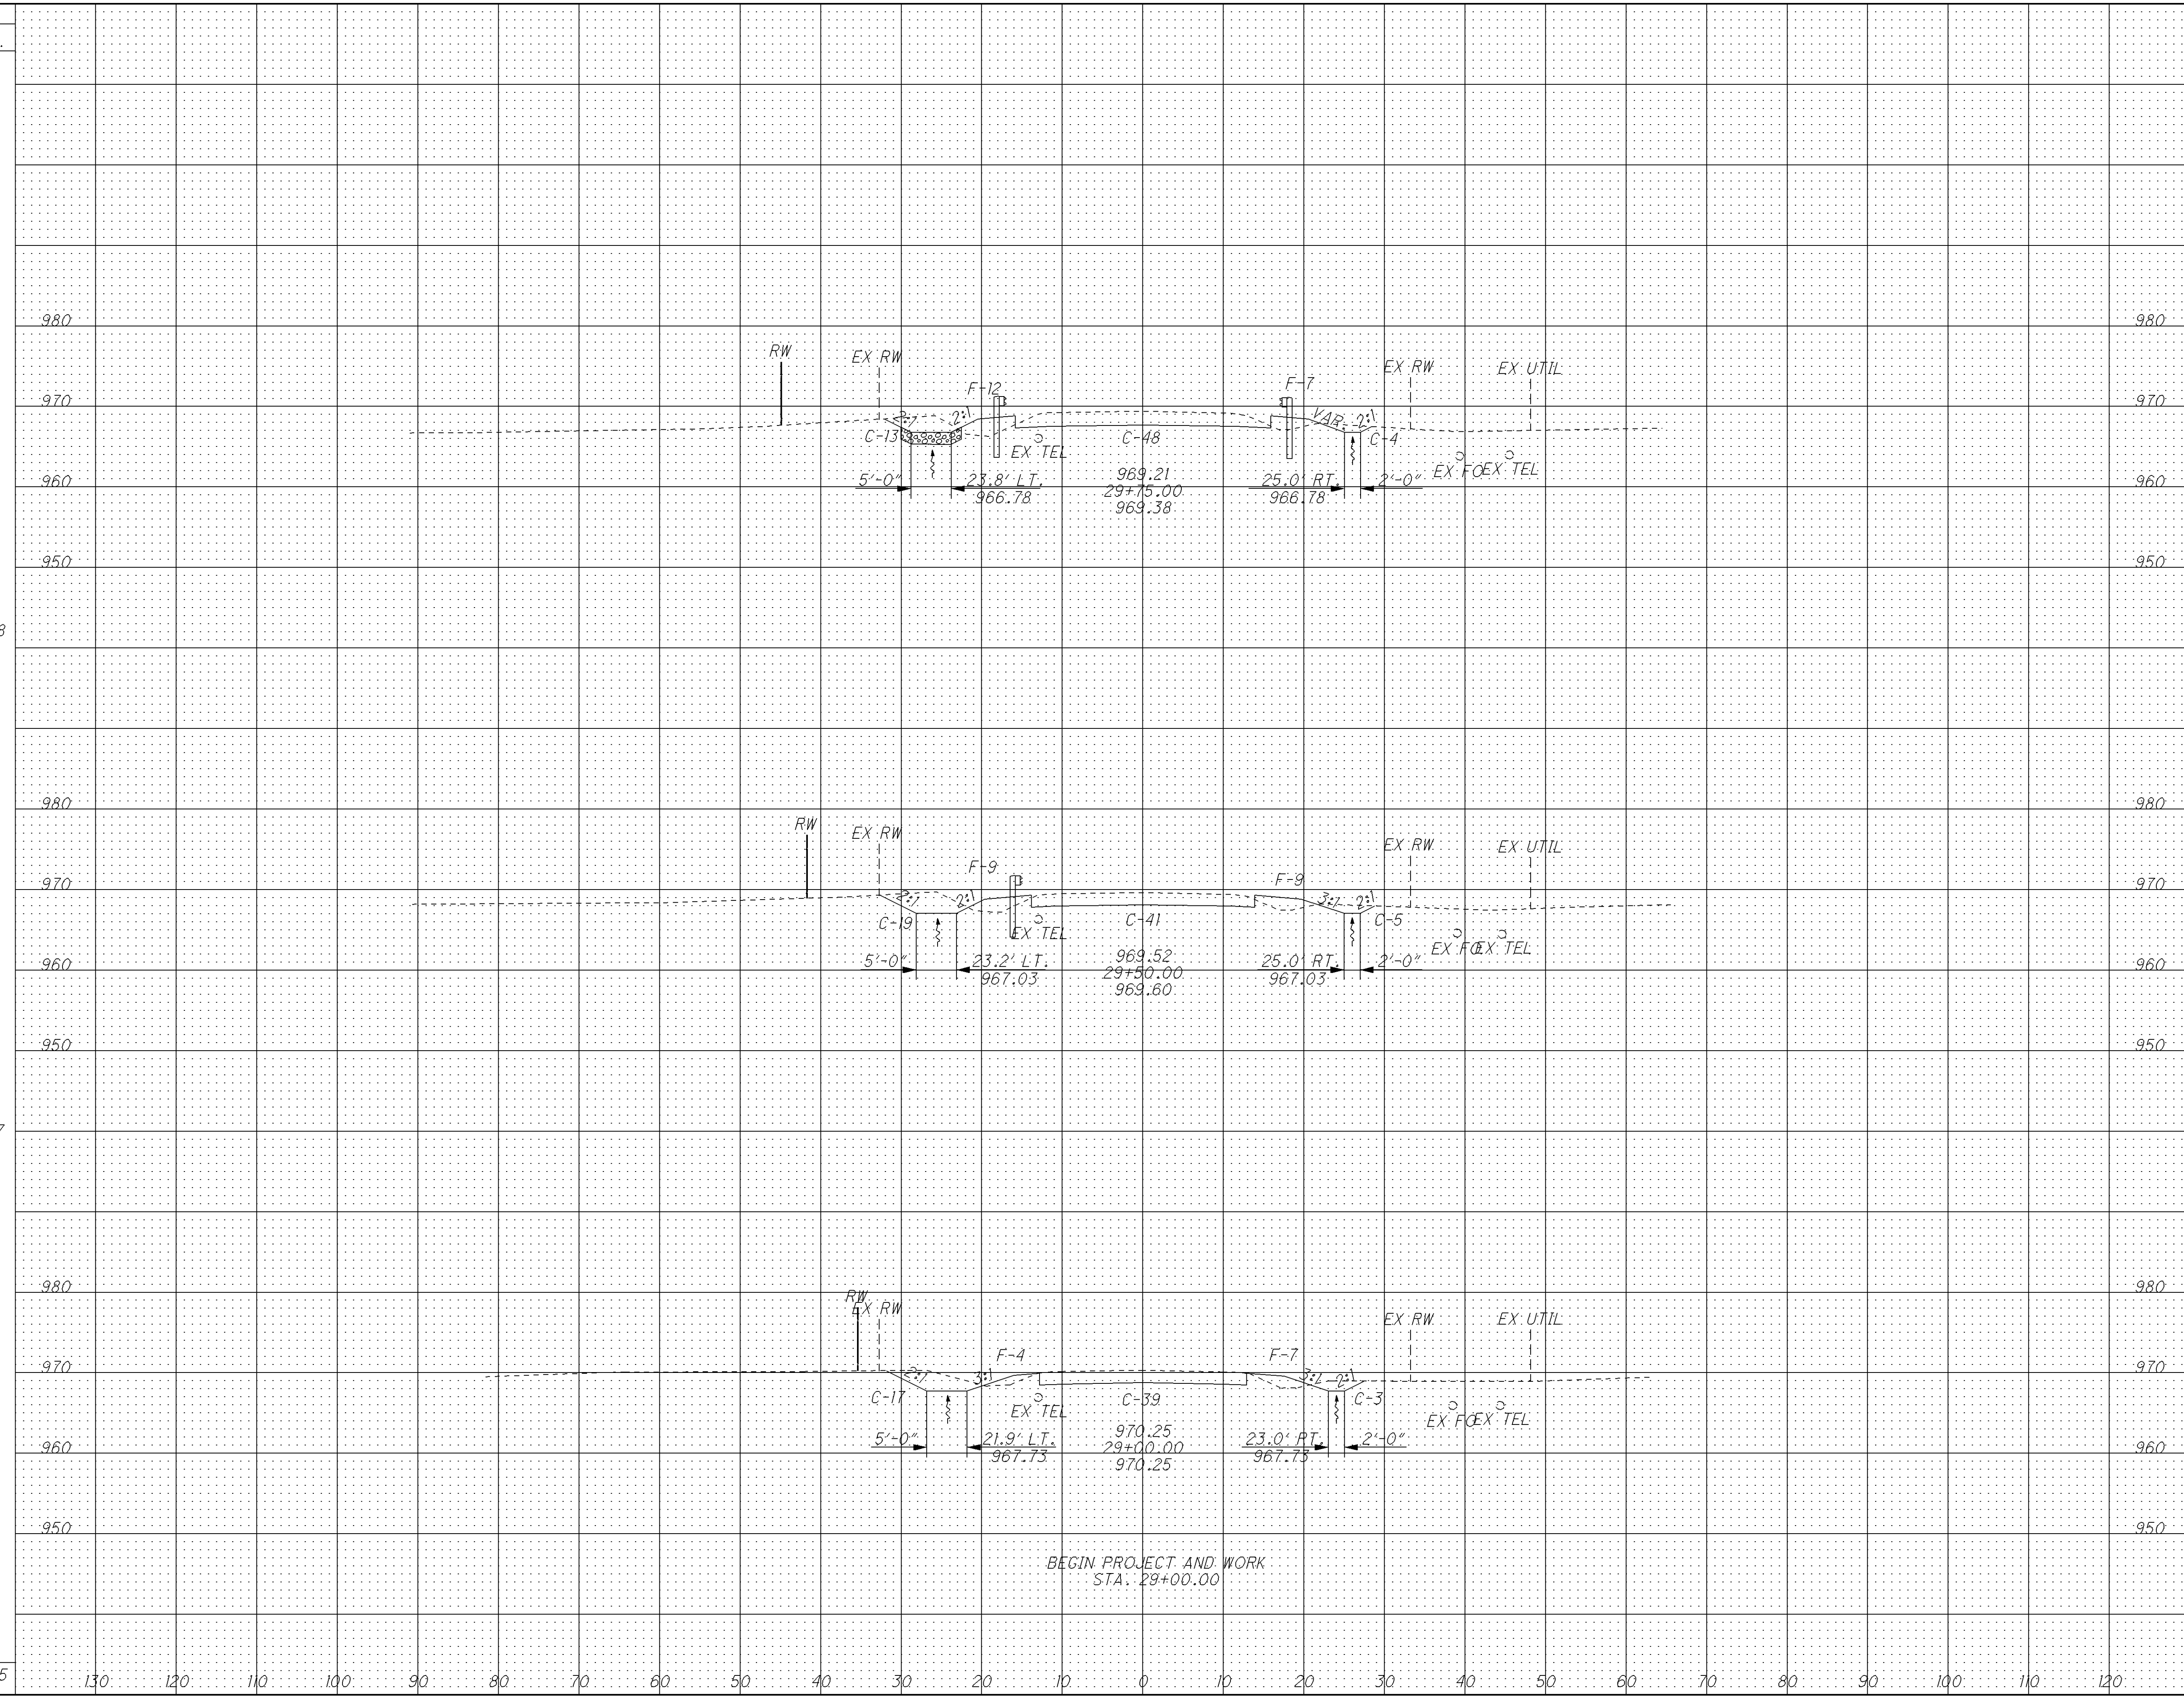 980 980
RW EX RW EX RW EX UTIL
F-12 F-7
970 970
2:1 2:1 VAR. 2:1
C-13 C-48 C-4
EX TEL EX FO EX TEL
5'-0" 23.8' LT. 969.21 25.0' RT. 2'-0"
960 960
966.78 29+75.00 966.78
969.38
950 950
8
980 980
RW EX RW EX RW EX UTIL
F-9 F-9
970 970
2:1 2:1 3:1 2:1
C-19 C-41 C-5
EX TEL EX FO EX TEL
5'-0" 23.2' LT. 969.52 25.0' RT. 2'-0"
960 960
967.03 29+50.00 967.03
969.60
950 950
7
980 980
RW EX RW EX RW EX UTIL
F-4 F-7
970 970
2:1 3:1 3:1 2:1
C-17 C-39 C-3
EX TEL EX FO EX TEL
5'-0" 21.9' LT. 970.25 23.0' RT. 2'-0"
960 960
967.73 29+00.00 967.73
970.25
950 950
BEGIN PROJECT AND WORK
STA. 29+00.00
5
130 120 110 100 90 80 70 60 50 40 30 20 10 0 10 20 30 40 50 60 70 80 90 100 110 120